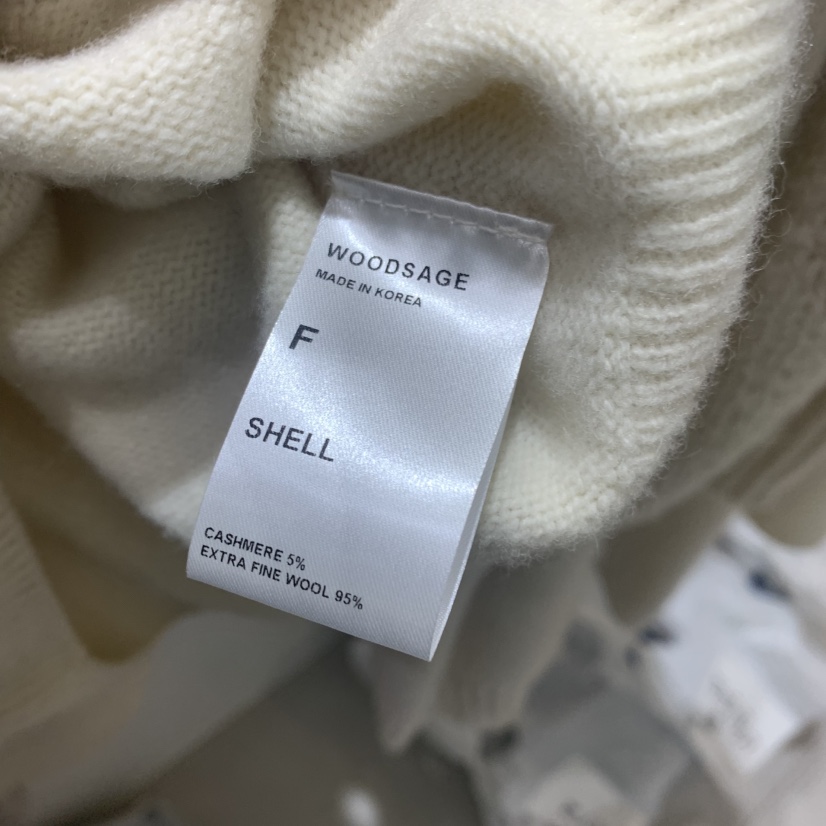 WOODSAGE
MADE IN KOREA
F
SHELL
CASHMERE 5%
EXTRA FINE WOOL 95%